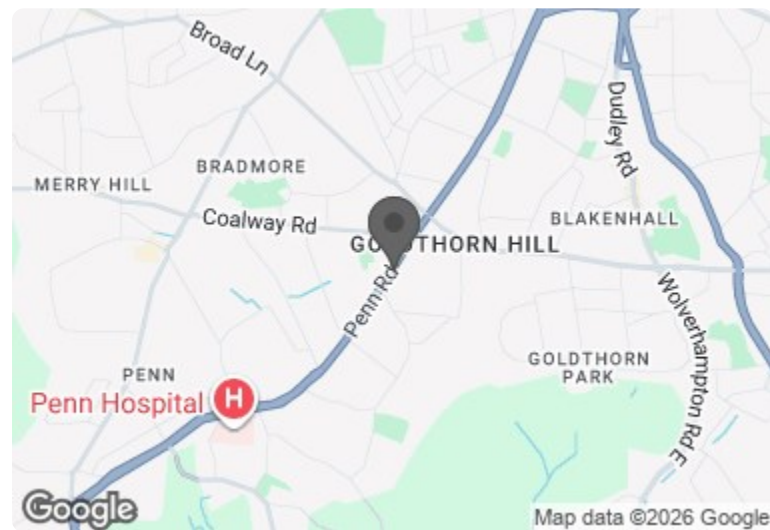 Broad Ln
Dudley Rd
BRADMORE
MERRY HILL
Coalway Rd
BLAKENHALL
GOLDTHORN HILL
Penn Rd
Wolverhampton Rd E
GOLDTHORN
PARK
PENN
Penn Hospital
H
Google
Map data ©2026 Google